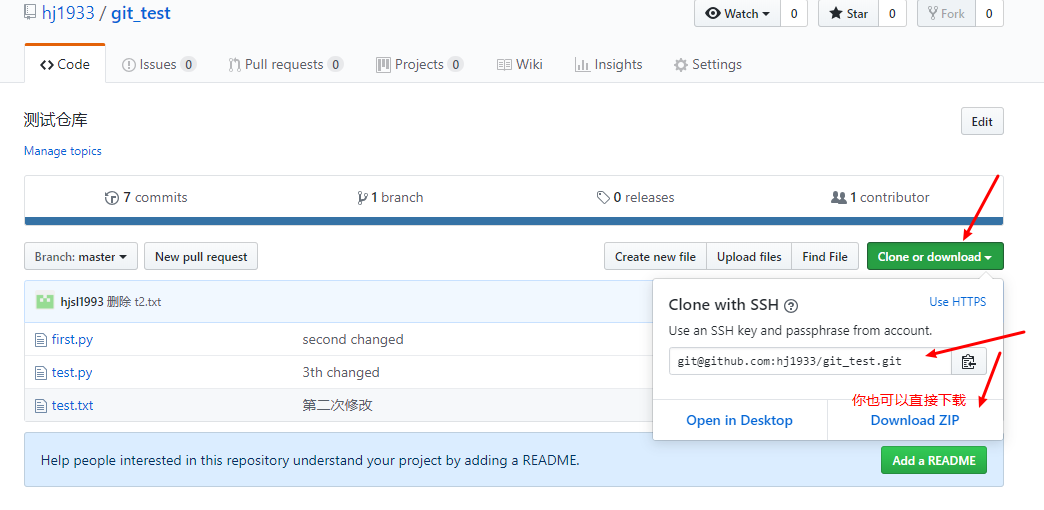 hj1933 / git_test
Watch 0 Star 0 Fork 0
Code Issues 0 Pull requests 0 Projects 0 Wiki Insights Settings
测试仓库
Edit
Manage topics
7 commits 1 branch 0 releases 1 contributor
Branch: master New pull request Create new file Upload files Find File Clone or download
hjsl1993 删除 t2.txt
first.py second changed
test.py 3th changed
test.txt 第二次修改
Clone with SSH ?
Use HTTPS
Use an SSH key and passphrase from account.
git@github.com:hj1933/git_test.git
你也可以直接下载
Open in Desktop Download ZIP
Help people interested in this repository understand your project by adding a README.
Add a README